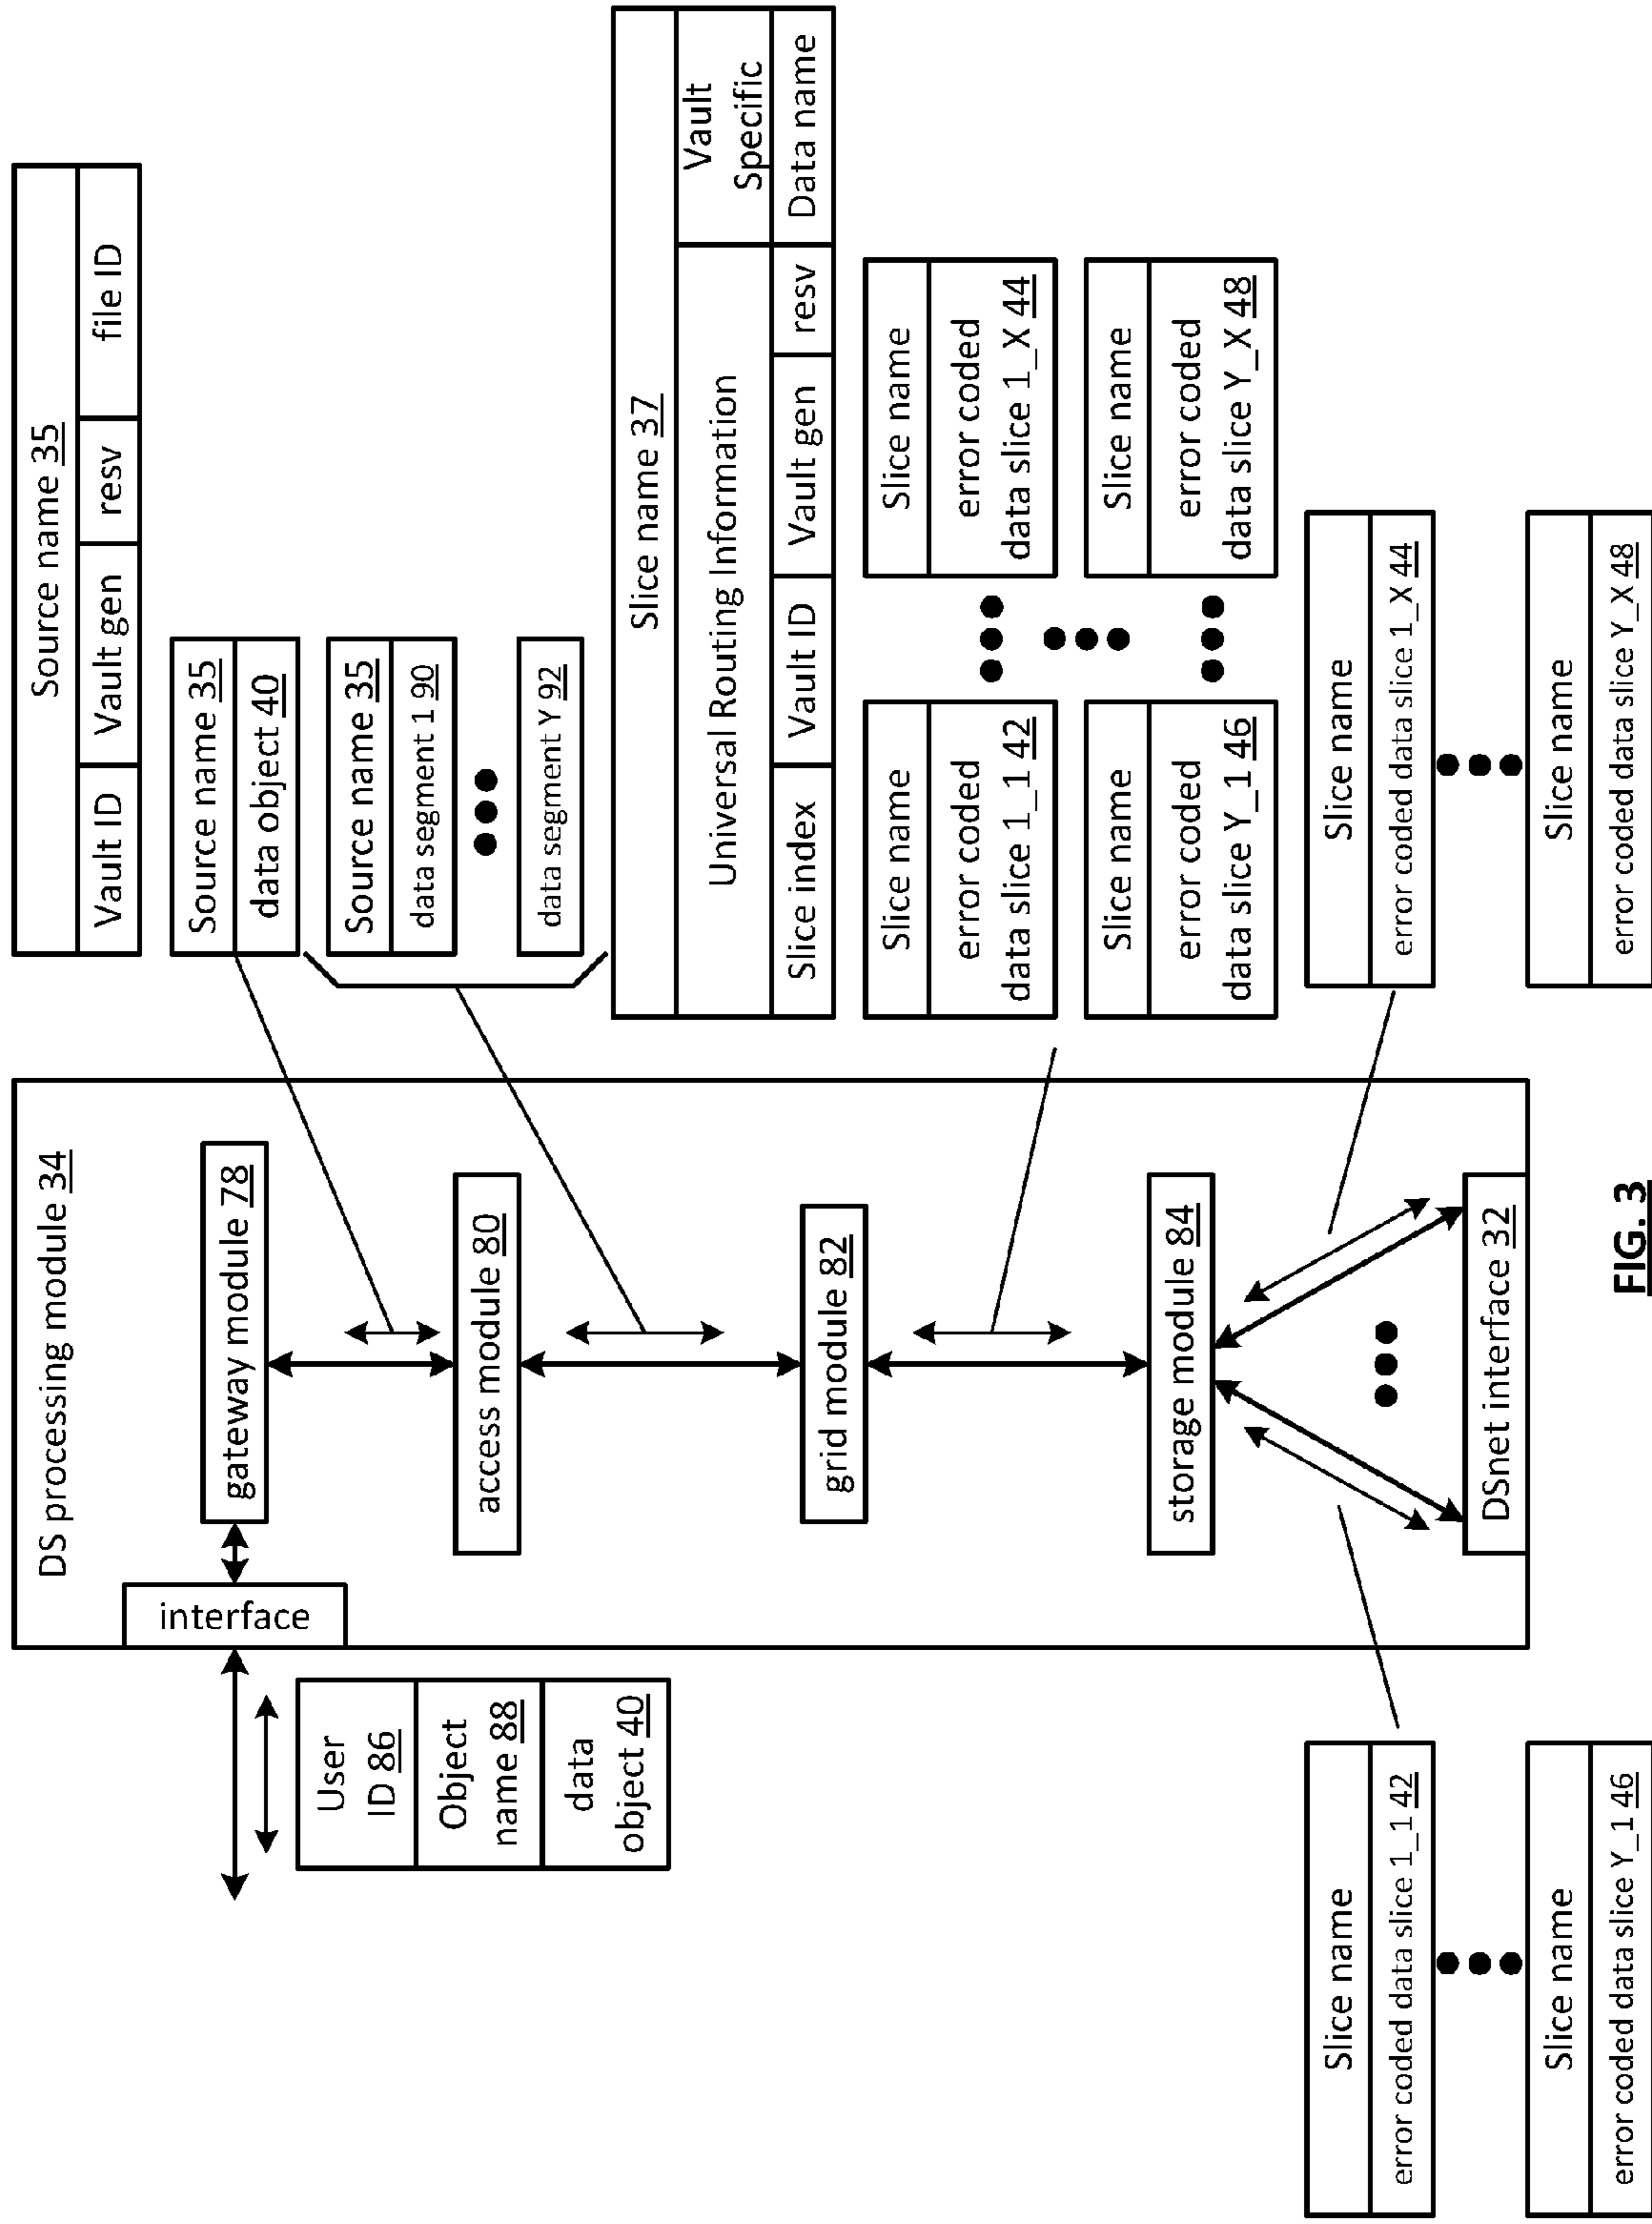 DS processing module 34
interface
gateway module 78
access module 80
grid module 82
storage module 84
DSnet interface 32
User
ID 86
Object
name 88
data
object 40
Source name 35
Vault ID
Vault gen
resv
file ID
Source name 35
data object 40
Source name 35
data segment 1 90
data segment Y 92
Slice name 37
Universal Routing Information
Vault
Specific
Slice index
Vault ID
Vault gen
resv
Data name
Slice name
error coded
data slice 1_1 42
Slice name
error coded
data slice 1_X 44
Slice name
error coded
data slice Y_1 46
Slice name
error coded
data slice Y_X 48
Slice name
error coded data slice 1_1 42
Slice name
error coded data slice Y_1 46
Slice name
error coded data slice 1_X 44
Slice name
error coded data slice Y_X 48
FIG. 3